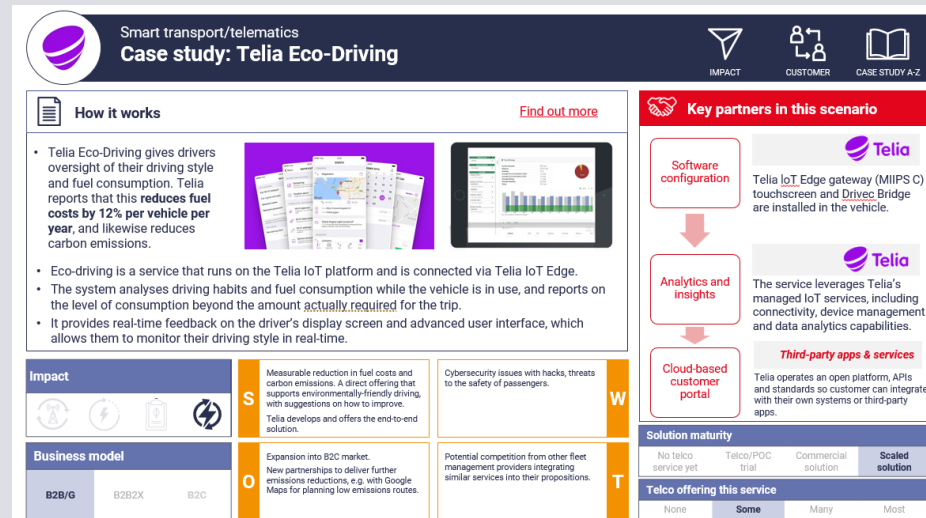 Smart transport/telematics
Case study: Telia Eco-Driving
IMPACT
CUSTOMER
CASE STUDY A-Z
How it works
Find out more
• Telia Eco-Driving gives drivers
oversight of their driving style
and fuel consumption. Telia
reports that this reduces fuel
costs by 12% per vehicle per
year, and likewise reduces
carbon emissions.
• Eco-driving is a service that runs on the Telia IoT platform and is connected via Telia IoT Edge.
• The system analyses driving habits and fuel consumption while the vehicle is in use, and reports on
the level of consumption beyond the amount actually required for the trip.
• It provides real-time feedback on the driver's display screen and advanced user interface, which
allows them to monitor their driving style in real-time.
Key partners in this scenario
Software
configuration
Telia
Telia IoT Edge gateway (MIIPS C)
touchscreen and Drivec Bridge
are installed in the vehicle.
Analytics and
insights
Telia
The service leverages Telia's
managed IoT services, including
connectivity, device management
and data analytics capabilities.
Cloud-based
customer
portal
Third-party apps & services
Telia operates an open platform, APIs
and standards so customer can integrate
with their own systems or third-party
apps.
Impact
S
Measurable reduction in fuel costs and
carbon emissions. A direct offering that
supports environmentally-friendly driving,
with suggestions on how to improve.
Telia develops and offers the end-to-end
solution.
Cybersecurity issues with hacks, threats
to the safety of passengers.
W
Business model
B2B/G
B2B2X
B2C
O
Expansion into B2C market.
New partnerships to deliver further
emissions reductions, e.g. with Google
Maps for planning low emissions routes.
Potential competition from other fleet
management providers integrating
similar services into their propositions.
T
Solution maturity
No telco
service yet
Telco/POC
trial
Commercial
solution
Scaled
solution
Telco offering this service
None
Some
Many
Most